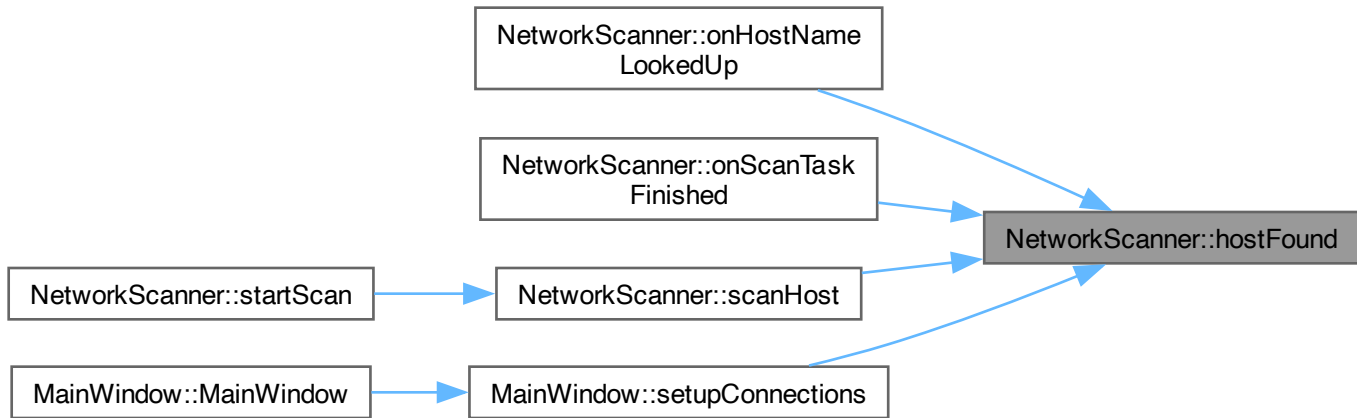 NetworkScanner::onHostName
LookedUp
NetworkScanner::onScanTask
Finished
NetworkScanner::hostFound
NetworkScanner::startScan
NetworkScanner::scanHost
MainWindow::MainWindow
MainWindow::setupConnections